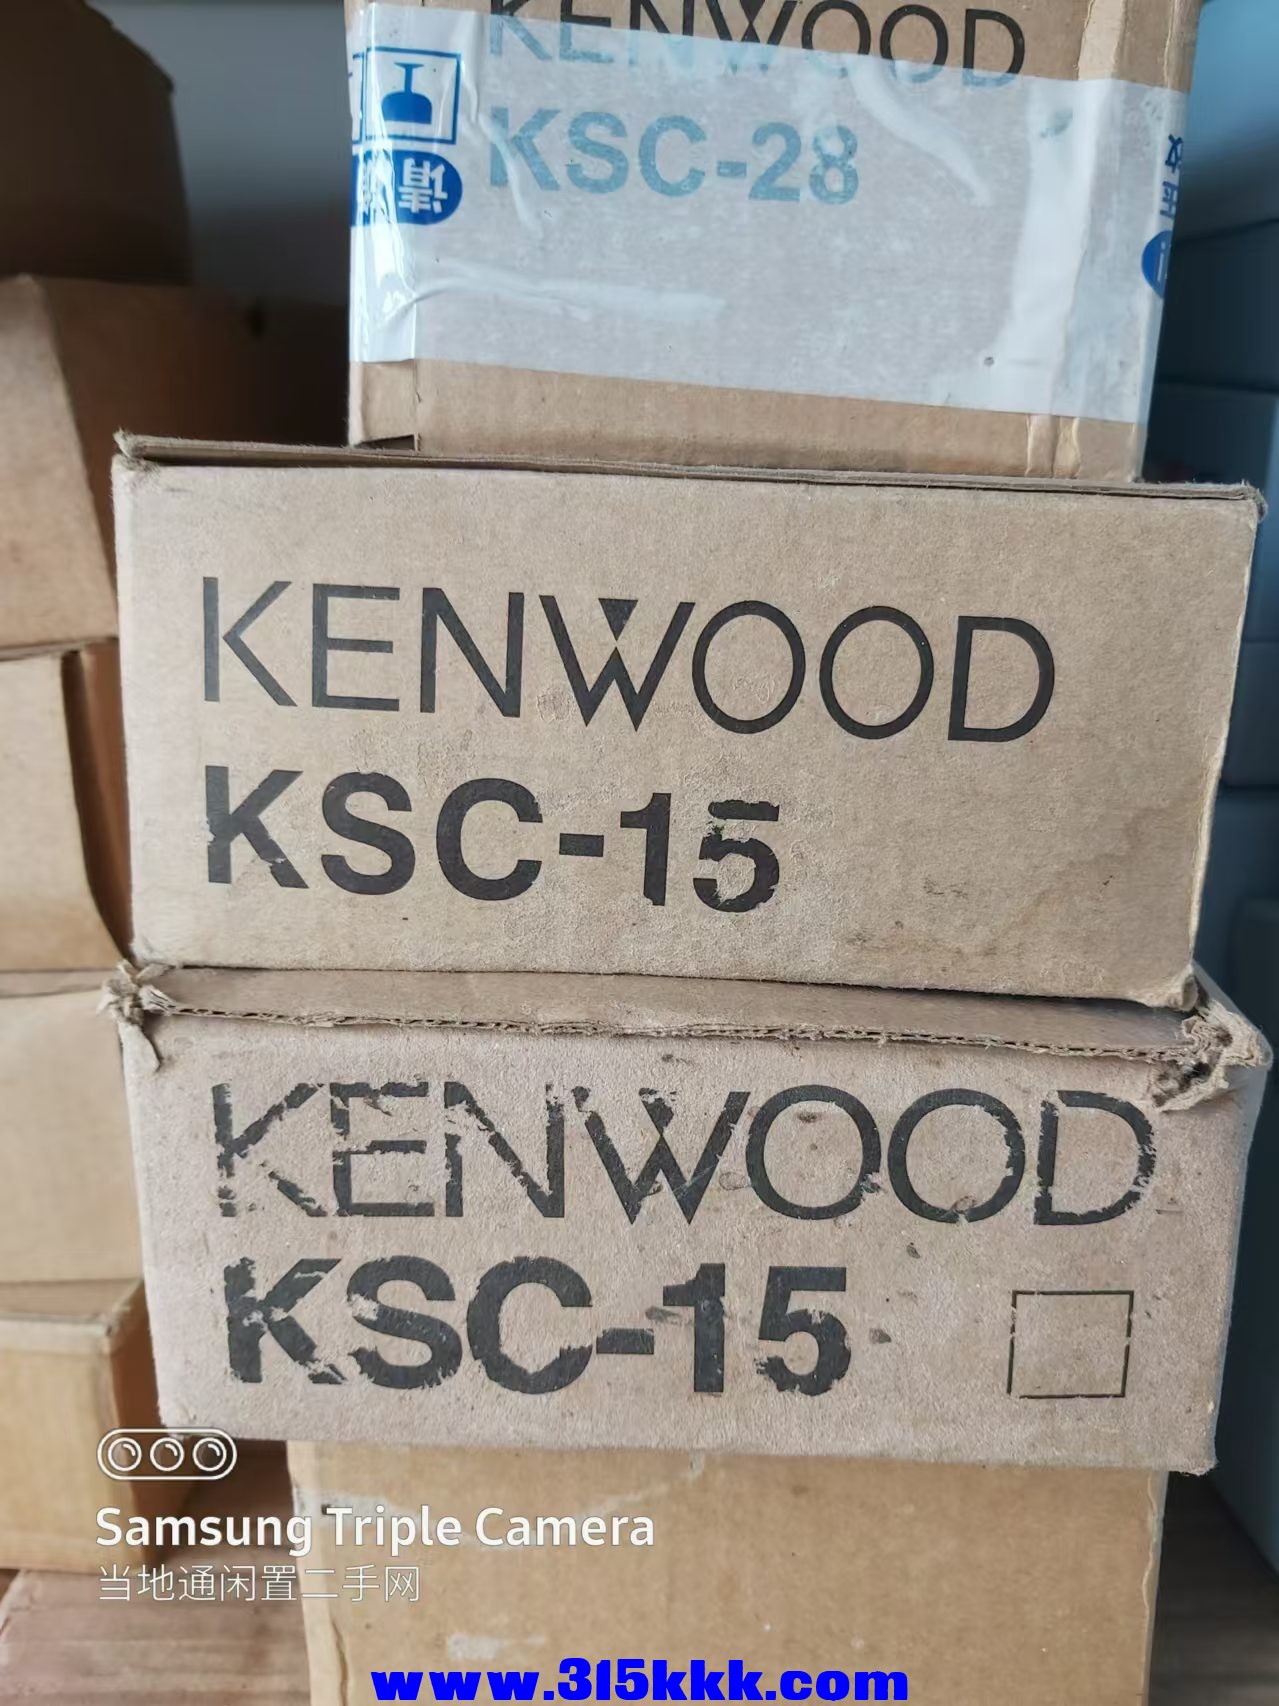 KENWOOD
KSC-28
KENWOOD
KSC-15
KENWOOD
KSC-15
Samsung Triple Camera
当地通闲置二手网
www.315kkk.com